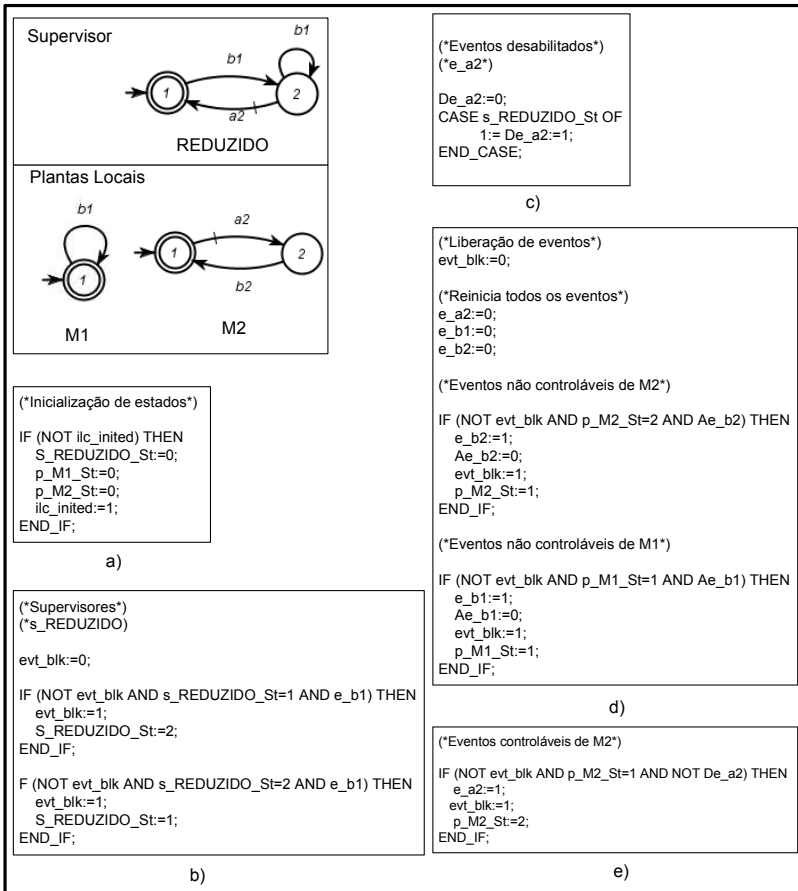 Supervisor
b1
b1
1
2
a2
REDUZIDO
Plantas Locais
b1
1
M1
a2
1
2
b2
M2
(*Inicialização de estados*)
IF (NOT ilc_inited) THEN
S_REDUZIDO_St:=0;
p_M1_St:=0;
p_M2_St:=0;
ilc_inited:=1;
END_IF;
a)
(*Supervisores*)
(*s_REDUZIDO)
evt_blk:=0;
IF (NOT evt_blk AND s_REDUZIDO_St=1 AND e_b1) THEN
evt_blk:=1;
S_REDUZIDO_St:=2;
END_IF;
F (NOT evt_blk AND s_REDUZIDO_St=2 AND e_b1) THEN
evt_blk:=1;
S_REDUZIDO_St:=1;
END_IF;
b)
(*Eventos desabilitados*)
(*e_a2*)
De_a2:=0;
CASE s_REDUZIDO_St OF
1:= De_a2:=1;
END_CASE;
c)
(*Liberação de eventos*)
evt_blk:=0;
(*Reinicia todos os eventos*)
e_a2:=0;
e_b1:=0;
e_b2:=0;
(*Eventos não controláveis de M2*)
IF (NOT evt_blk AND p_M2_St=2 AND Ae_b2) THEN
e_b2:=1;
Ae_b2:=0;
evt_blk:=1;
p_M2_St:=1;
END_IF;
(*Eventos não controláveis de M1*)
IF (NOT evt_blk AND p_M1_St=1 AND Ae_b1) THEN
e_b1:=1;
Ae_b1:=0;
evt_blk:=1;
p_M1_St:=1;
END_IF;
d)
(*Eventos controláveis de M2*)
IF (NOT evt_blk AND p_M2_St=1 AND NOT De_a2) THEN
e_a2:=1;
evt_blk:=1;
p_M2_St:=2;
END_IF;
e)